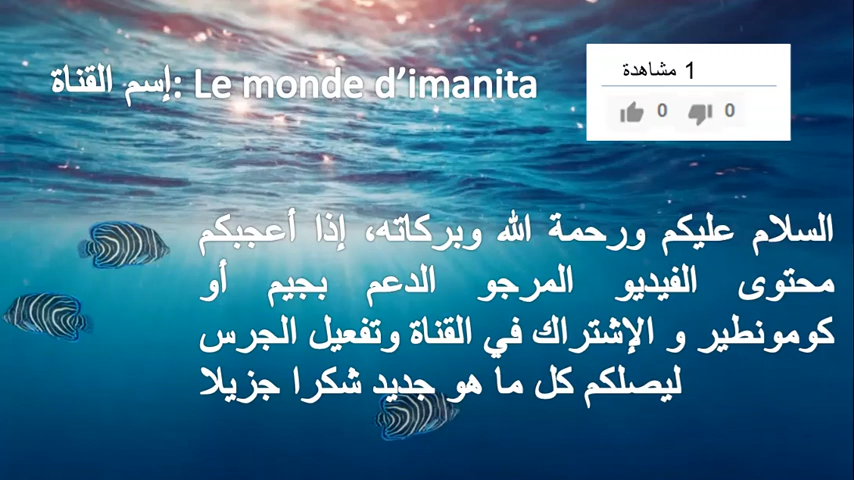 إسم القناة: Le monde d’imanita
1 مشاهدة
0 0
السلام عليكم ورحمة الله وبركاته، إذا أعجبكم
محتوى الفيديو المرجو الدعم بجيم أو
كومونطير و الإشتراك في القناة وتفعيل الجرس
ليصلكم كل ما هو جديد شكرا جزيلا